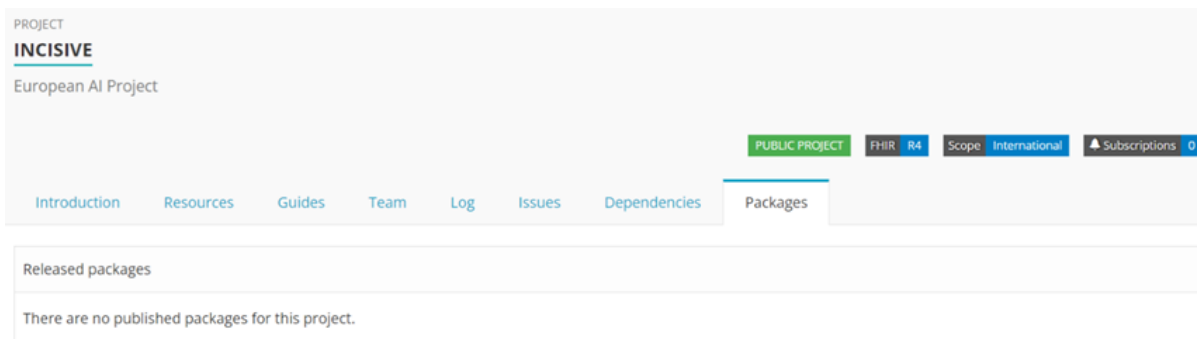 PROJECT
INCISIVE
European AI Project
PUBLIC PROJECT FHIR R4 Scope International Subscriptions 0
Introduction Resources Guides Team Log Issues Dependencies Packages
Released packages
There are no published packages for this project.